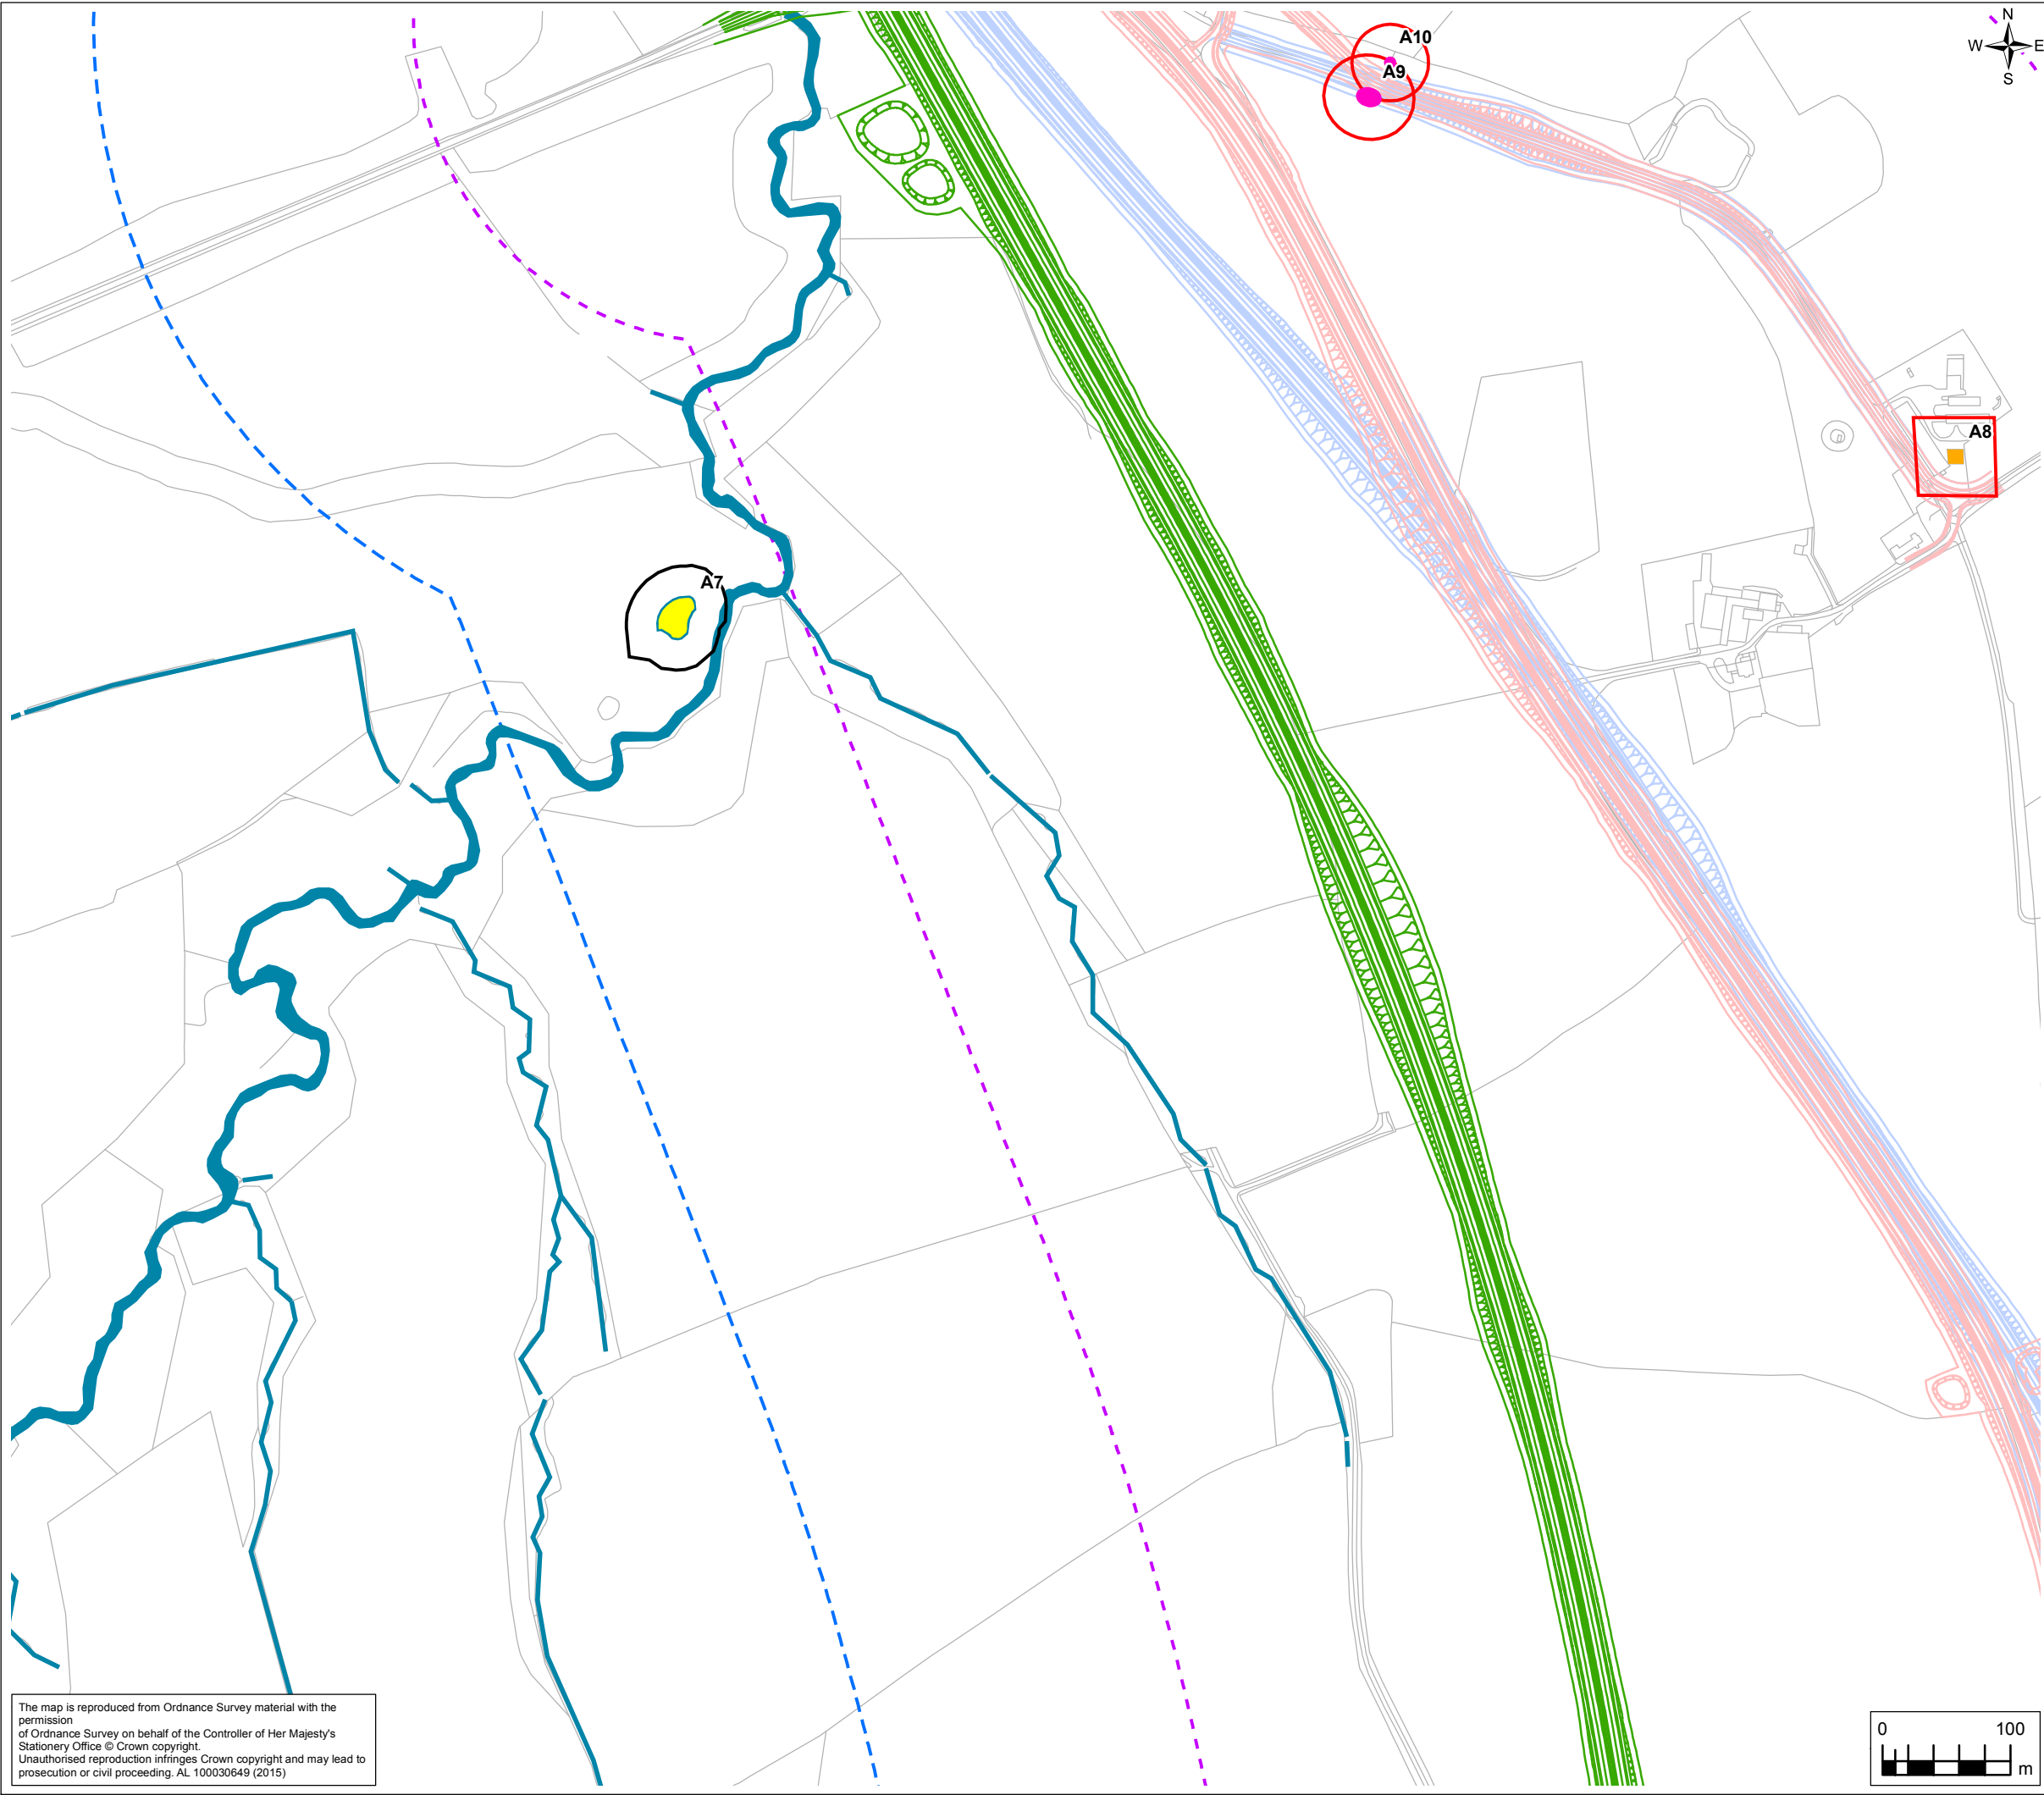 N
W E
S
A10
A9
A8
A7
The map is reproduced from Ordnance Survey material with the
permission
of Ordnance Survey on behalf of the Controller of Her Majesty's
Stationery Office © Crown copyright.
Unauthorised reproduction infringes Crown copyright and may lead to
prosecution or civil proceeding. AL 100030649 (2015)
0 100
m